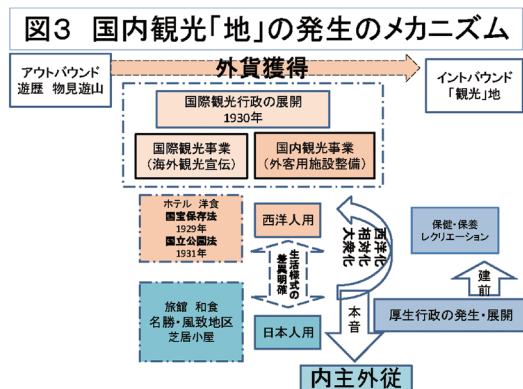 図3 国内観光「地」の発生のメカニズム
アウトバウンド
遊歴 物見遊山
外貨獲得
イントバウンド
「観光」地
国際観光行政の展開
1930年
国際観光事業
（海外観光宣伝）
国内観光事業
（外客用施設整備）
ホテル 洋食
国宝保存法
1929年
国立公園法
1931年
西洋人用
生活様式の
差異明確
西洋化
相対化
大衆化
保健・保養
レクリエーション
建前
旅館 和食
名勝・風致地区
芝居小屋
日本人用
本音
厚生行政の発生・展開
内主外従